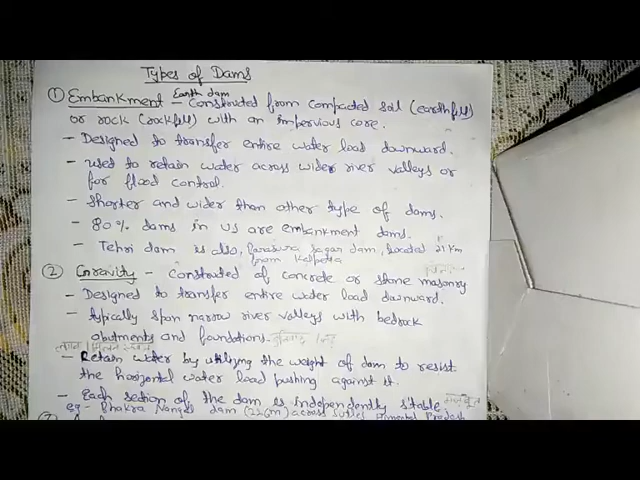 Types of Dams
① Embankment Earth dam – Constructed from compacted soil (earthfill)
or rock (rockfill) with an impervious core.
- Designed to transfer entire water load downward.
- Used to retain water across wider river valleys or
for flood control.
- Shorter and wider than other type of dams.
- 80% dams in US are embankment dams.
- Tehri dam is also, Banasura Sagar dam, located 21 km
from Kalpetta
② Gravity – Constructed of concrete or stone masonry
- Designed to transfer entire water load downward.
- typically span narrow river valleys with bedrock
abutments and foundations.
- Retain water by utilizing the weight of dam to resist
the horizontal water load pushing against it.
- Each section of the dam is independently stable
eg - Bhakra Nangal dam (226m) across Himachal Pradesh